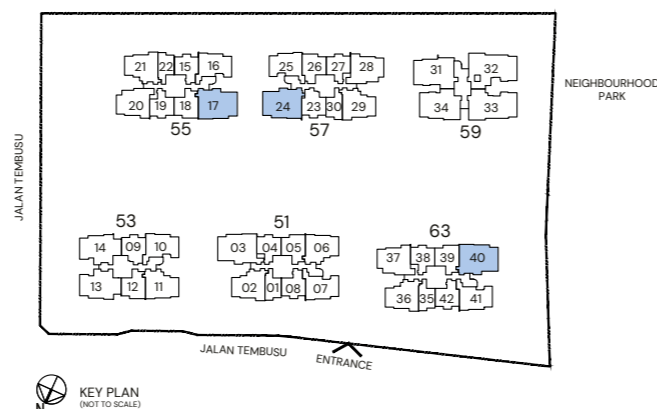 21 22 15 16
20 19 18 17
55
25 26 27 28
24 23 30 29
57
31 32
34 33
59
NEIGHBOURHOOD
PARK
JALAN TEMBUSU
53
14 09 10
13 12 11
51
03 04 05 06
02 01 08 07
63
37 38 39 40
36 35 42 41
JALAN TEMBUSU
ENTRANCE
N
KEY PLAN
(NOT TO SCALE)